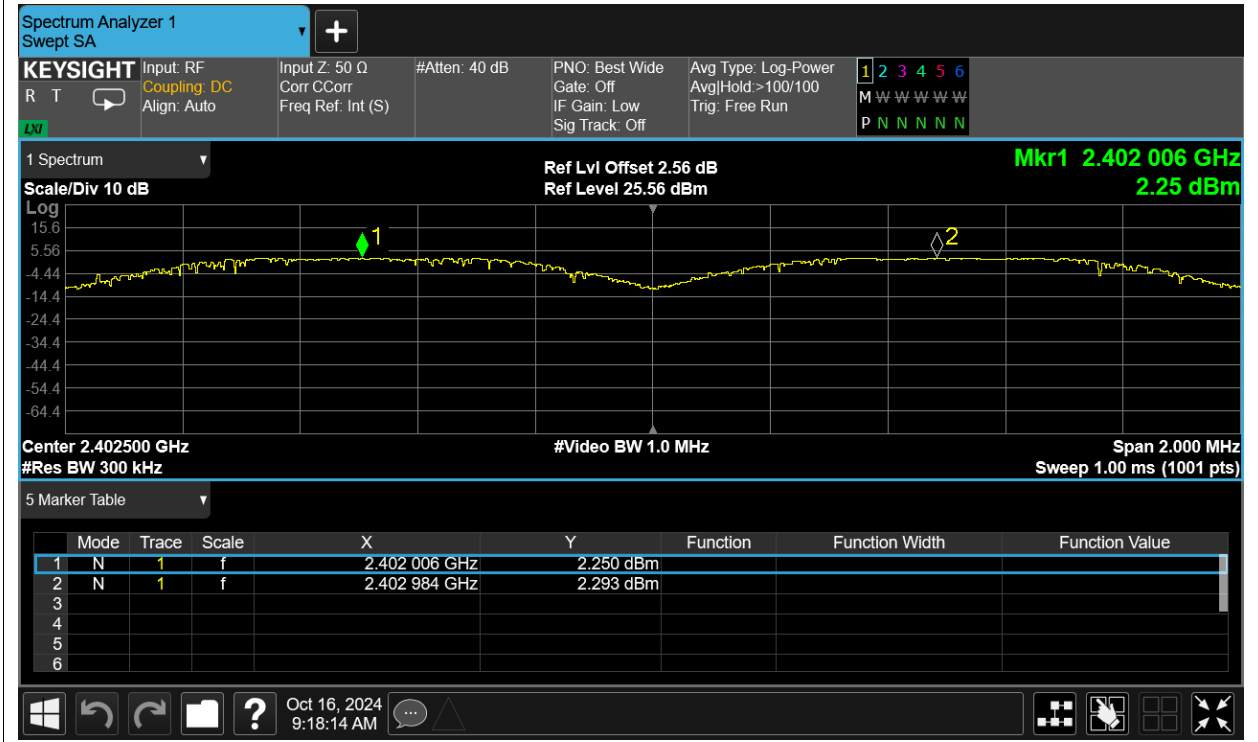 Spectrum Analyzer 1
Swept SA
+
KEYSIGHT Input: RF Input Z: 50 Ω #Atten: 40 dB PNO: Best Wide Avg Type: Log-Power 1 2 3 4 5 6
R T Coupling: DC Corr CCorr Gate: Off Avg|Hold:>100/100 M W W W W W
Align: Auto Freq Ref: Int (S) IF Gain: Low Trig: Free Run
LXI Sig Track: Off P N N N N N
1 Spectrum
Ref Lvl Offset 2.56 dB Mkr1 2.402 006 GHz
Scale/Div 10 dB Ref Level 25.56 dBm 2.25 dBm
Log
15.6
1 2
5.56
-4.44
-14.4
-24.4
-34.4
-44.4
-54.4
-64.4
Center 2.402500 GHz #Video BW 1.0 MHz Span 2.000 MHz
#Res BW 300 kHz Sweep 1.00 ms (1001 pts)
5 Marker Table
Mode Trace Scale X Y Function Function Width Function Value
1 N 1 f 2.402 006 GHz 2.250 dBm
2 N 1 f 2.402 984 GHz 2.293 dBm
3
4
5
6
? Oct 16, 2024
9:18:14 AM